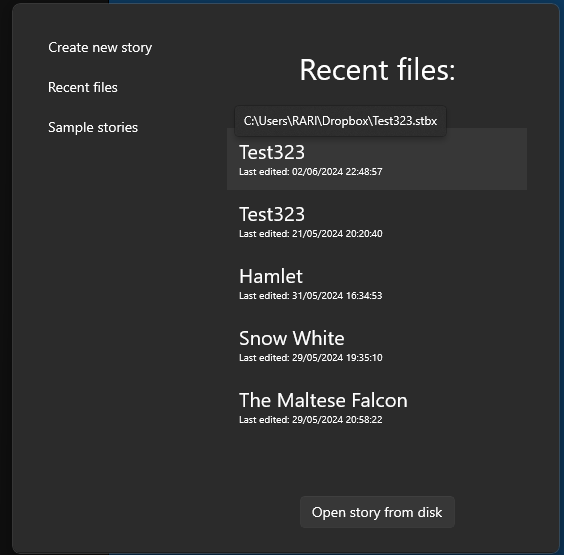 Create new story
Recent files
Sample stories
Recent files:
C:\Users\RARI\Dropbox\Test323.stbx
Test323
Last edited: 02/06/2024 22:48:57
Test323
Last edited: 21/05/2024 20:20:40
Hamlet
Last edited: 31/05/2024 16:34:53
Snow White
Last edited: 29/05/2024 19:35:10
The Maltese Falcon
Last edited: 29/05/2024 20:58:22
Open story from disk